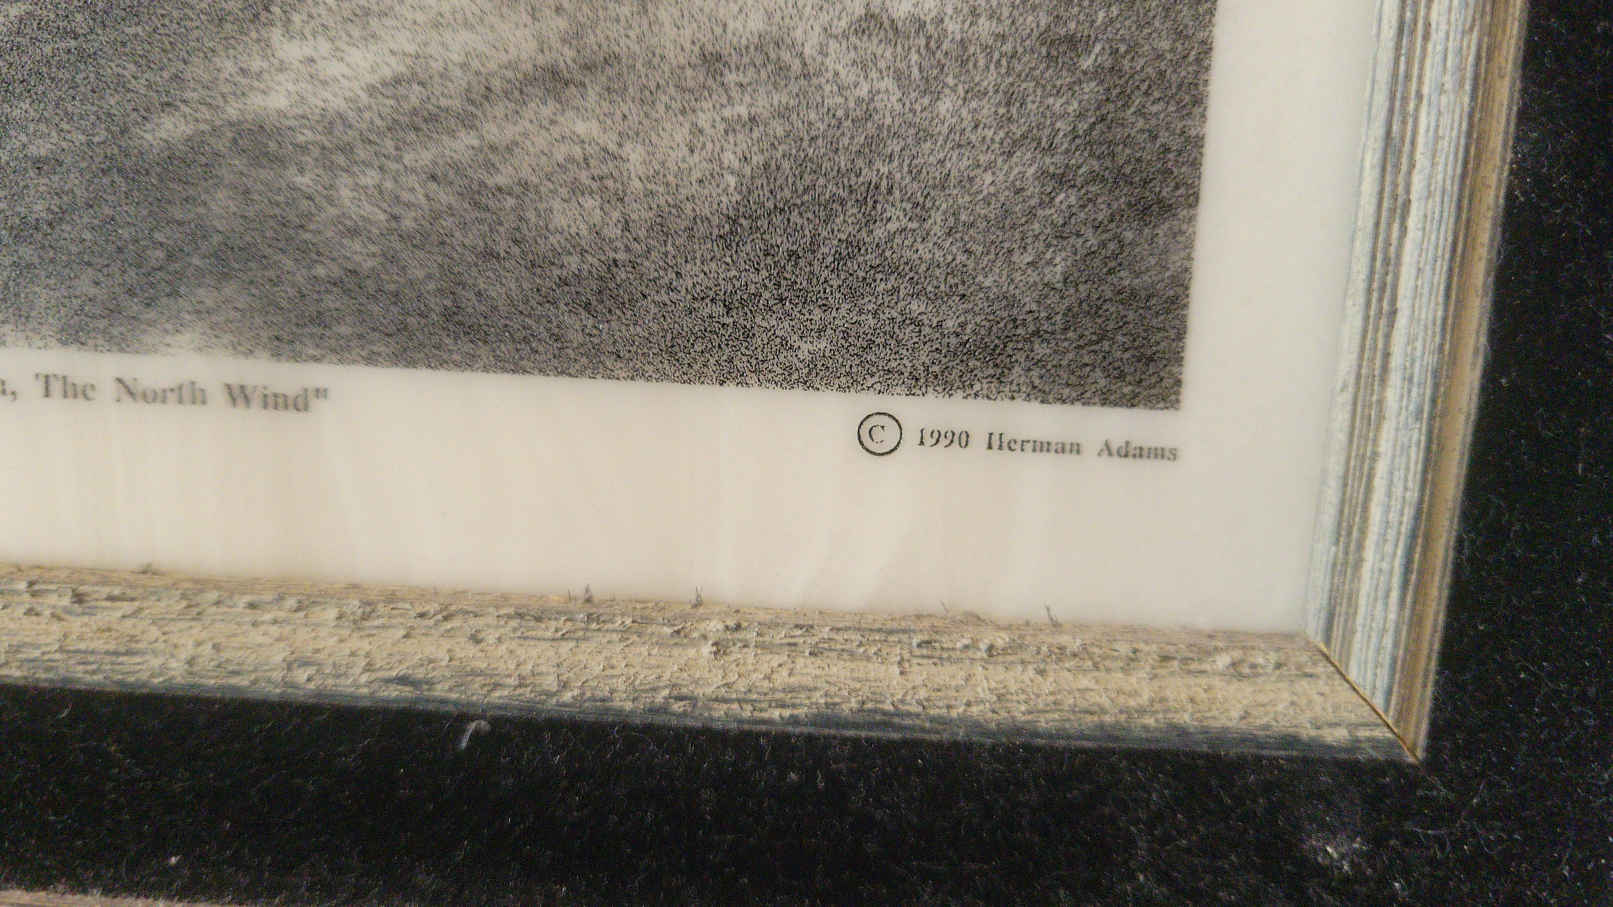 , The North Wind"
© 1990 Herman Adams